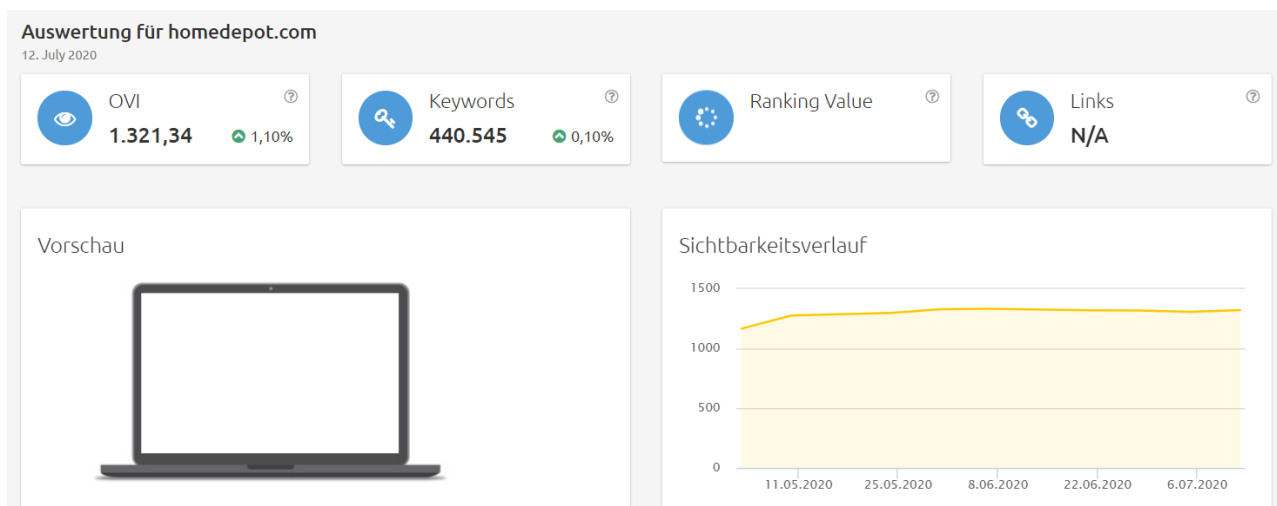 Auswertung für homedepot.com
12. July 2020
OVI
1.321,34
1,10%
Keywords
440.545
0,10%
Ranking Value
Links
N/A
Vorschau
Sichtbarkeitsverlauf
1500
1000
500
0
11.05.2020 25.05.2020 8.06.2020 22.06.2020 6.07.2020